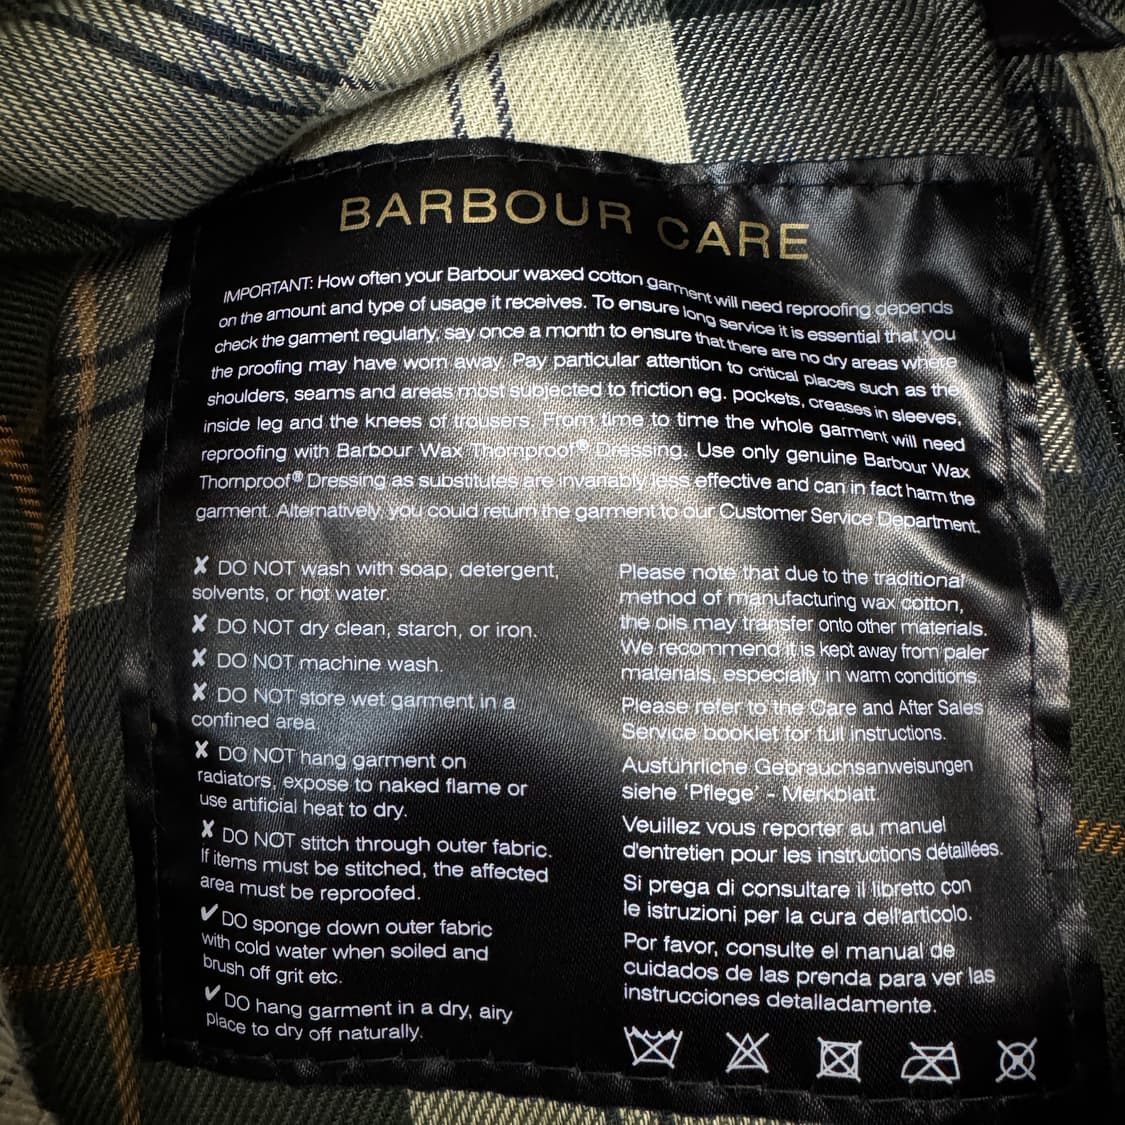 BARBOUR CARE
IMPORTANT: How often your Barbour waxed cotton garment will need reproofing depends
on the amount and type of usage it receives. To ensure long service it is essential that you
check the garment regularly, say once a month to ensure that there are no dry areas where
the proofing may have worn away. Pay particular attention to critical places such as the
shoulders, seams and areas most subjected to friction eg. pockets, creases in sleeves,
inside leg and the knees of trousers. From time to time the whole garment will need
reproofing with Barbour Wax Thornproof® Dressing. Use only genuine Barbour Wax
Thornproof® Dressing as substitutes are invariably less effective and can in fact harm the
garment. Alternatively, you could return the garment to our Customer Service Department.
✘ DO NOT wash with soap, detergent,
solvents, or hot water.
✘ DO NOT dry clean, starch, or iron.
✘ DO NOT machine wash.
✘ DO NOT store wet garment in a
confined area.
✘ DO NOT hang garment on
radiators, expose to naked flame or
use artificial heat to dry.
✘ DO NOT stitch through outer fabric.
If items must be stitched, the affected
area must be reproofed.
✔ DO sponge down outer fabric
with cold water when soiled and
brush off grit etc.
✔ DO hang garment in a dry, airy
place to dry off naturally.
Please note that due to the traditional
method of manufacturing wax cotton,
the oils may transfer onto other materials.
We recommend it is kept away from paler
materials, especially in warm conditions.
Please refer to the Care and After Sales
Service booklet for full instructions.
Ausführliche Gebrauchsanweisungen
siehe 'Pflege' - Merkblatt
Veuillez vous reporter au manuel
d'entretien pour les instructions détaillées.
Si prega di consultare il libretto con
le istruzioni per la cura dell'articolo.
Por favor, consulte el manual de
cuidados de las prenda para ver las
instrucciones detalladamente.